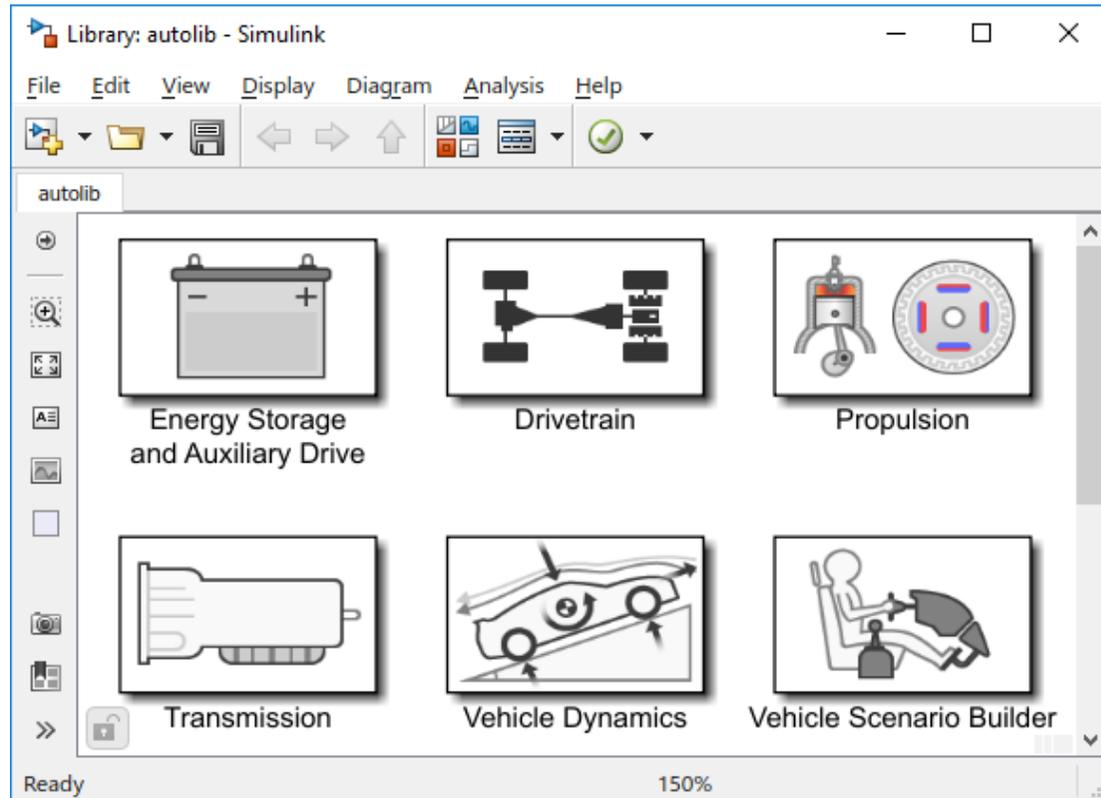 Library: autolib - Simulink
File Edit View Display Diagram Analysis Help
autolib
A
− +
Energy Storage
and Auxiliary Drive
Drivetrain
Propulsion
Transmission
Vehicle Dynamics
Vehicle Scenario Builder
Ready
150%